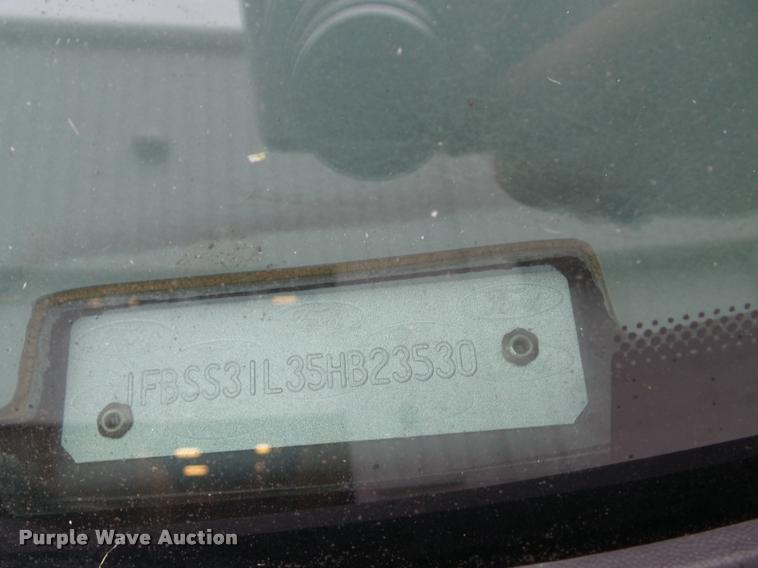 1FBSS31L35HB23530
Purple Wave Auction